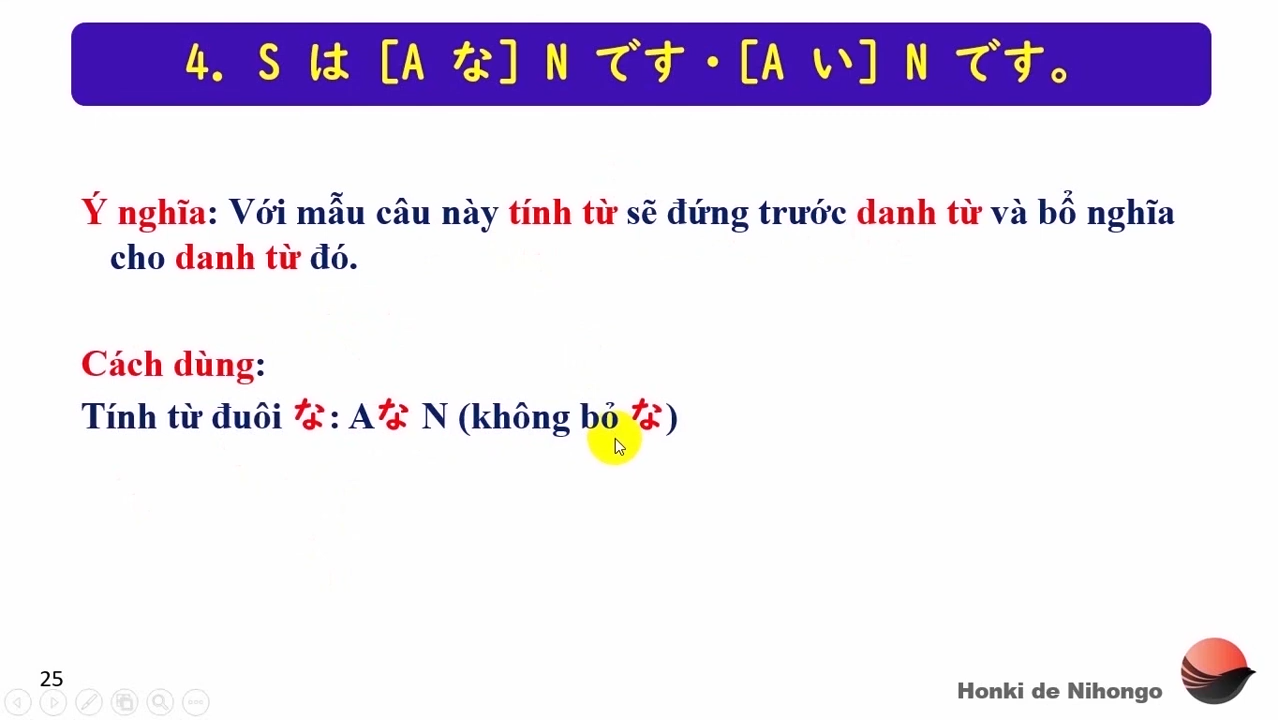 4. S は [A な] N です・[A い] N です。
Ý nghĩa: Với mẫu câu này tính từ sẽ đứng trước danh từ và bổ nghĩa
cho danh từ đó.
Cách dùng:
Tính từ đuôi な: Aな N (không bỏ な)
25
Honki de Nihongo